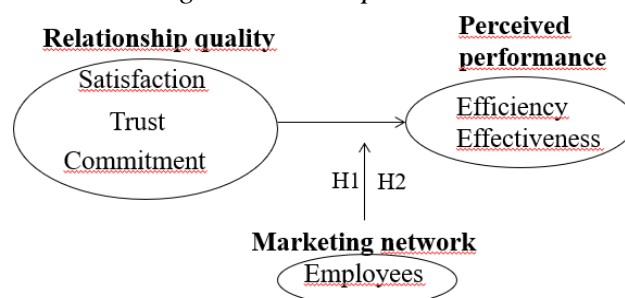 Relationship quality
Satisfaction
Trust
Commitment
Perceived
performance
Efficiency
Effectiveness
H1 H2
Marketing network
Employees